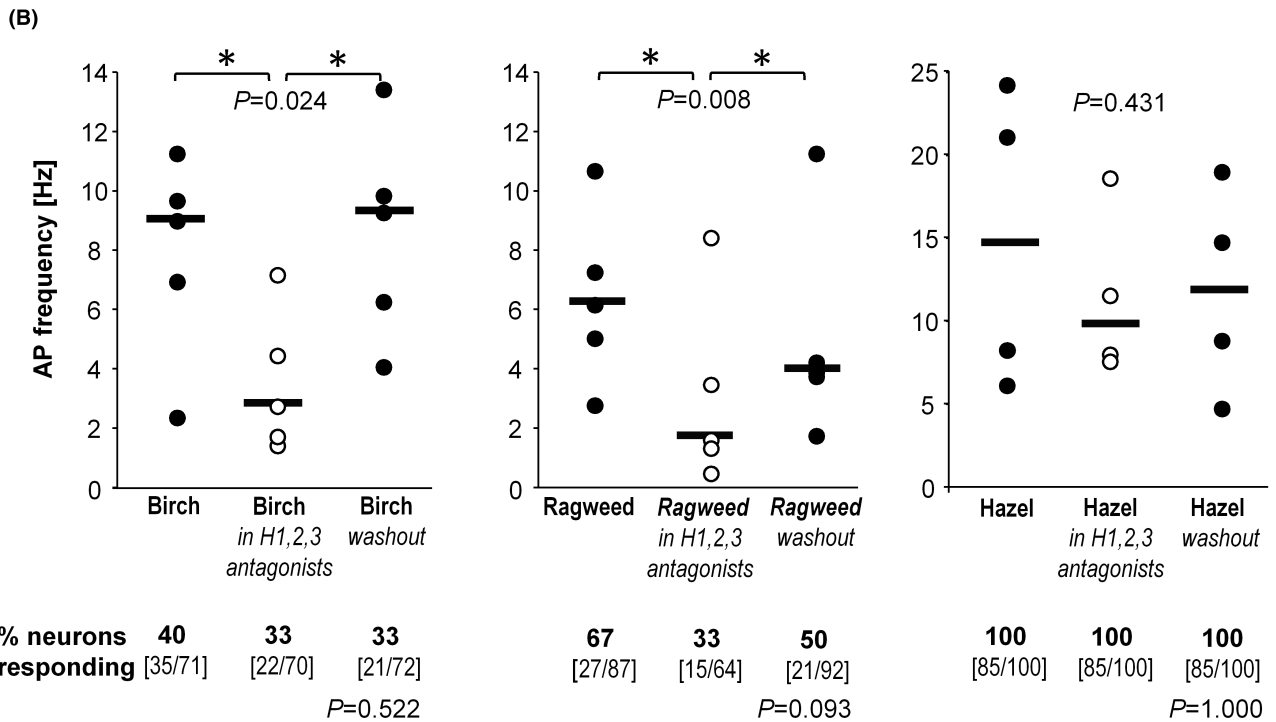 (B)
AP frequency [Hz]
14
12
10
8
6
4
2
0
* *
P=0.024
Birch Birch Birch
in H1,2,3 washout
antagonists
14
12
10
8
6
4
2
0
* *
P=0.008
Ragweed Ragweed Ragweed
in H1,2,3 washout
antagonists
25
20
15
10
5
0
P=0.431
Hazel Hazel Hazel
in H1,2,3 washout
antagonists
% neurons 40 33 33 67 33 50 100 100 100
responding [35/71] [22/70] [21/72] [27/87] [15/64] [21/92] [85/100] [85/100] [85/100]
P=0.522 P=0.093 P=1.000